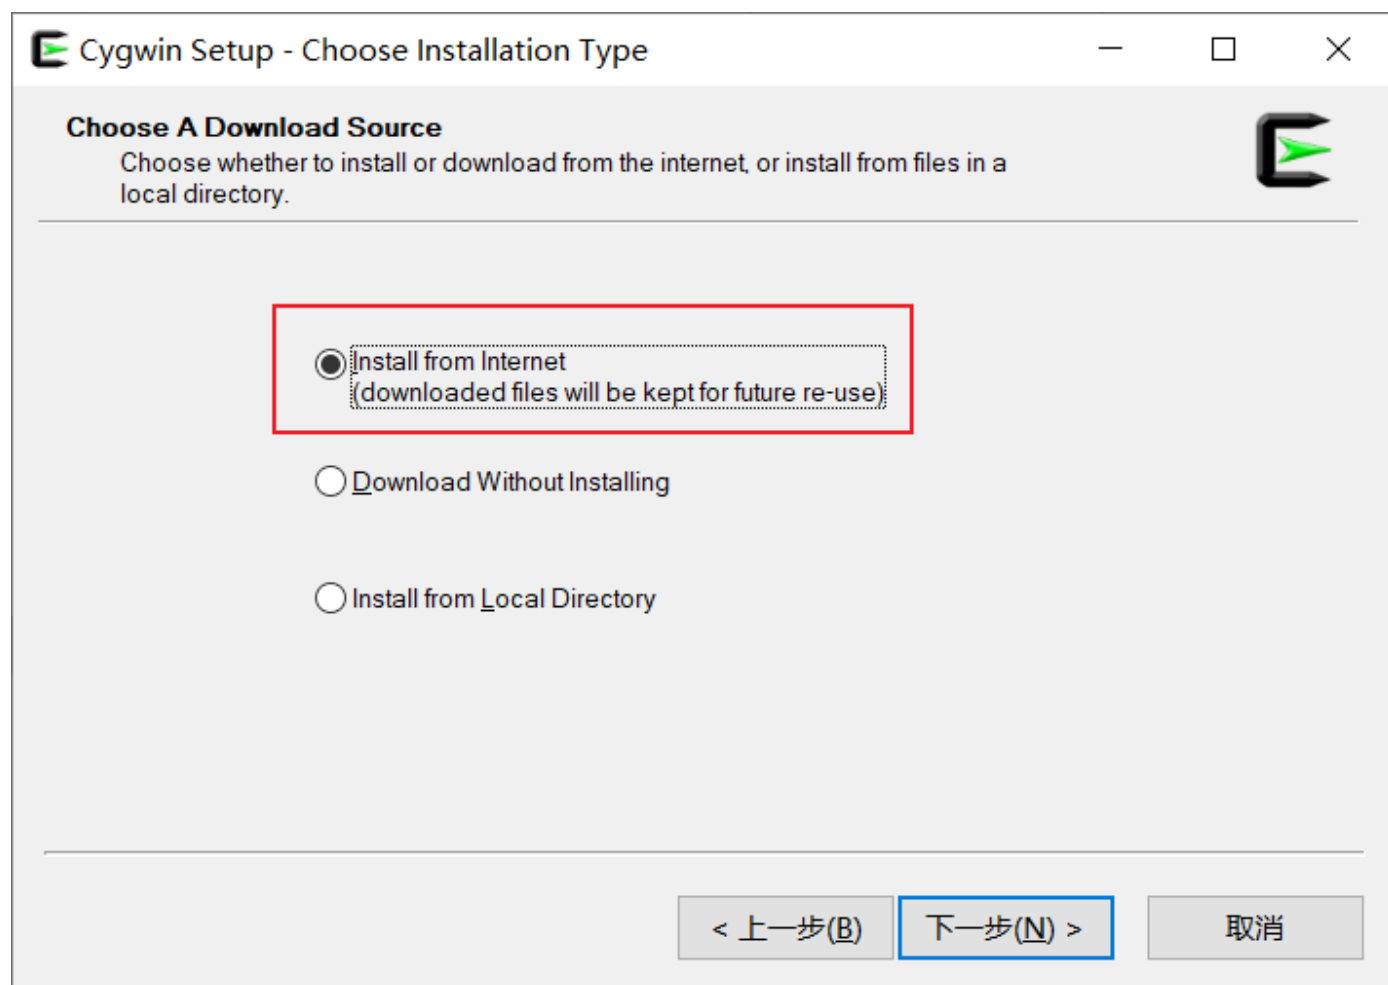 Cygwin Setup - Choose Installation Type
Choose A Download Source
Choose whether to install or download from the internet, or install from files in a
local directory.
Install from Internet
(downloaded files will be kept for future re-use)
Download Without Installing
Install from Local Directory
< 上一步(B)
下一步(N) >
取消